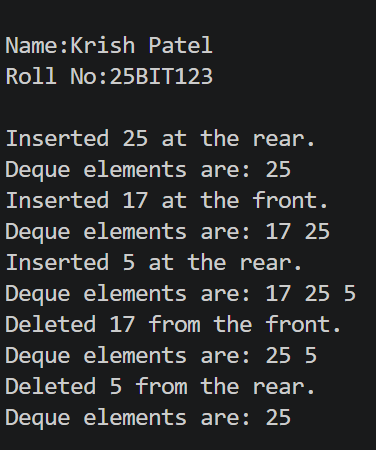 Name:Krish Patel
Roll No:25BIT123
Inserted 25 at the rear.
Deque elements are: 25
Inserted 17 at the front.
Deque elements are: 17 25
Inserted 5 at the rear.
Deque elements are: 17 25 5
Deleted 17 from the front.
Deque elements are: 25 5
Deleted 5 from the rear.
Deque elements are: 25